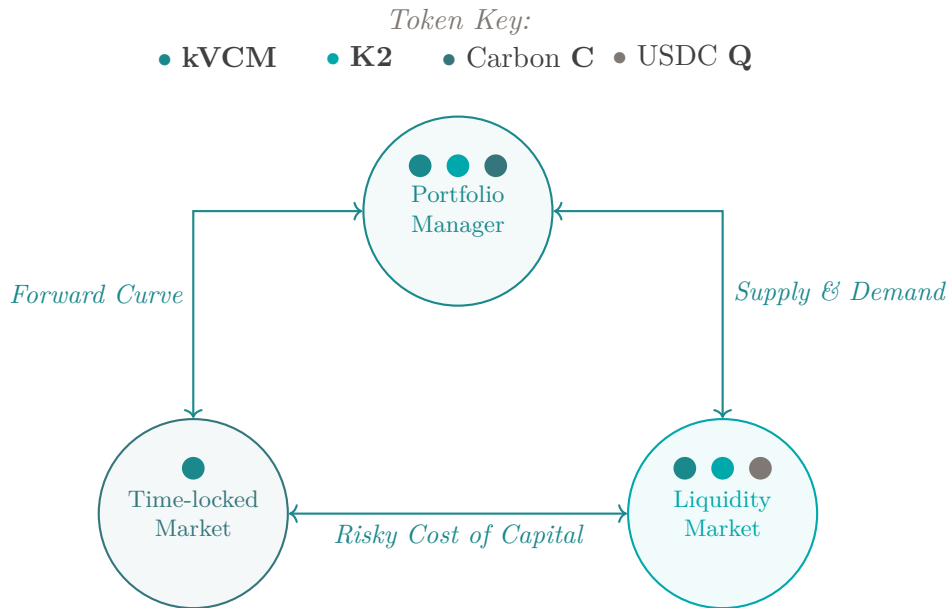 Token Key:
kVCM K2 Carbon C USDC Q
Portfolio
Manager
Forward Curve
Supply & Demand
Time-locked
Market
Liquidity
Market
Risky Cost of Capital